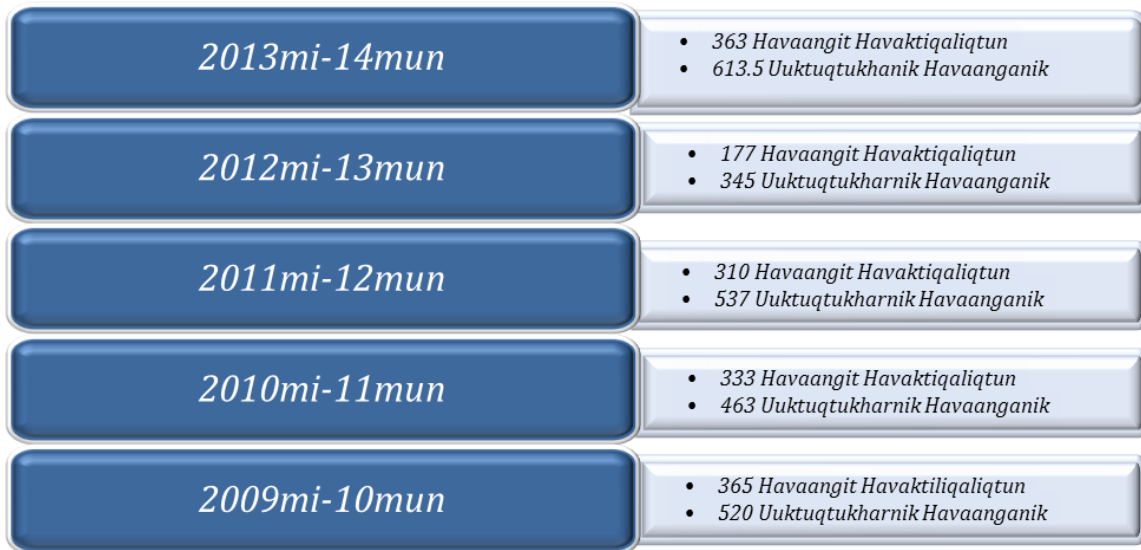 2013mi-14mun
• 363 Havaangit Havaktiqaliqtun
• 613.5 Uuktuqtukhanik Havaanganik
2012mi-13mun
• 177 Havaangit Havaktiqaliqtun
• 345 Uuktuqtukharnik Havaanganik
2011mi-12mun
• 310 Havaangit Havaktiqaliqtun
• 537 Uuktuqtukharnik Havaanganik
2010mi-11mun
• 333 Havaangit Havaktiqaliqtun
• 463 Uuktuqtukharnik Havaanganik
2009mi-10mun
• 365 Havaangit Havaktiliqaliqtun
• 520 Uuktuqtukharnik Havaanganik